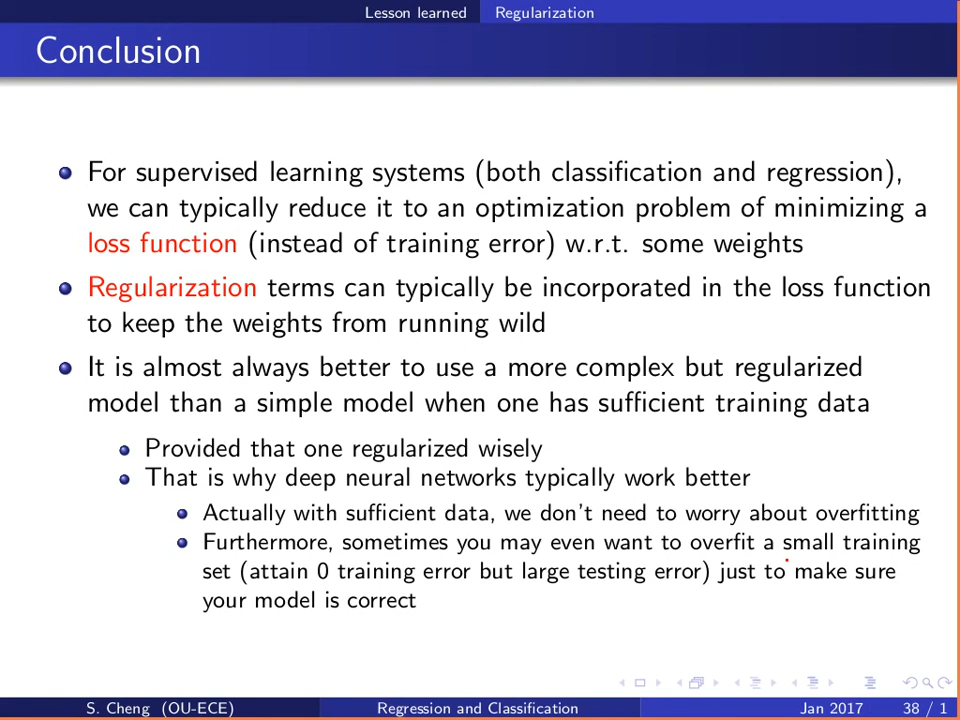 Lesson learned Regularization
Conclusion
For supervised learning systems (both classification and regression),
we can typically reduce it to an optimization problem of minimizing a
loss function (instead of training error) w.r.t. some weights
Regularization terms can typically be incorporated in the loss function
to keep the weights from running wild
It is almost always better to use a more complex but regularized
model than a simple model when one has sufficient training data
Provided that one regularized wisely
That is why deep neural networks typically work better
Actually with sufficient data, we don't need to worry about overfitting
Furthermore, sometimes you may even want to overfit a small training
set (attain 0 training error but large testing error) just to make sure
your model is correct
S. Cheng (OU-ECE) Regression and Classification Jan 2017 38 / 1